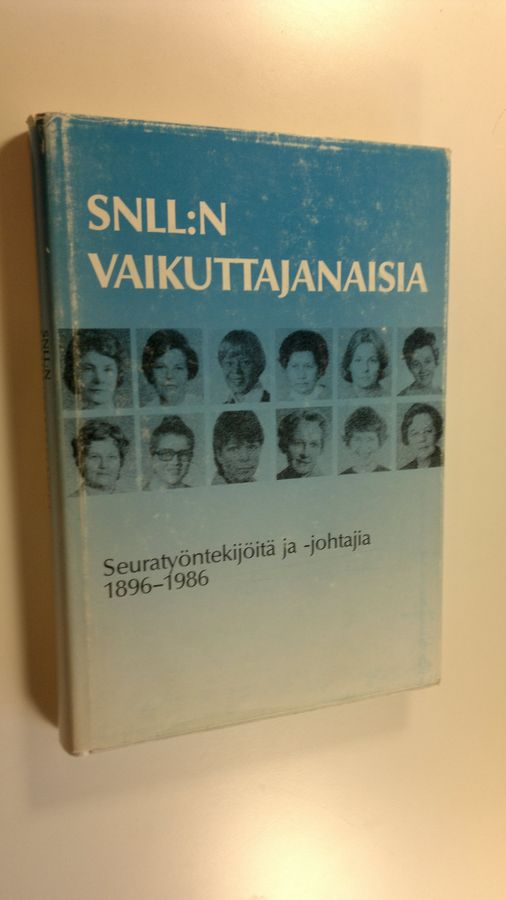 SNLL:N
VAIKUTTAJANAISIA
Seuratyöntekijöitä ja -johtajia
1896–1986
SNLL:N